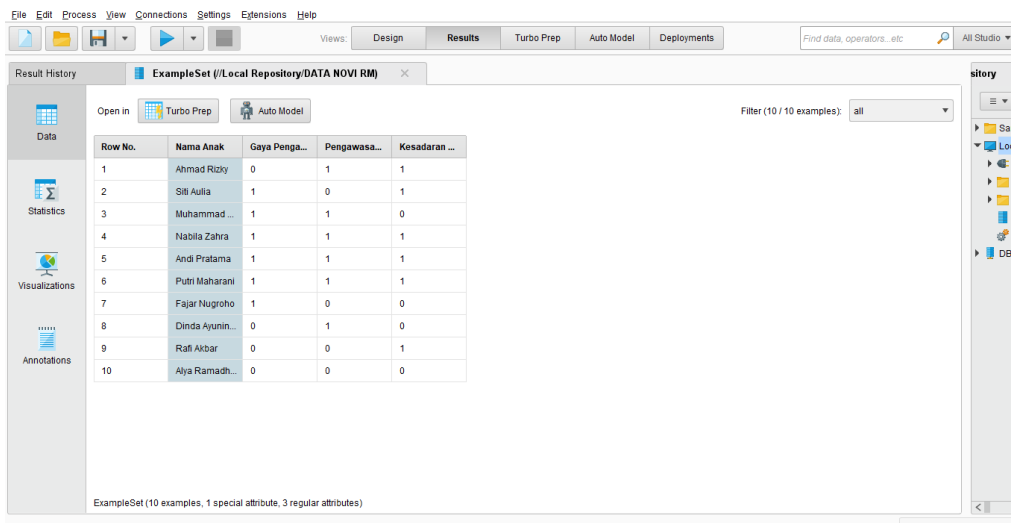 File Edit Process View Connections Settings Extensions Help
Views: Design Results Turbo Prep Auto Model Deployments Find data, operators...etc All Studio
Result History ExampleSet (//Local Repository/DATA NOVI RM) sitory
Open in Turbo Prep Auto Model Filter (10 / 10 examples): all
Data
Statistics
Visualizations
Annotations
Row No. Nama Anak Gaya Penga... Pengawasa... Kesadaran ...
1 Ahmad Rizky 0 1 1
2 Siti Aulia 1 0 1
3 Muhammad ... 1 1 0
4 Nabila Zahra 1 1 1
5 Andi Pratama 1 1 1
6 Putri Maharani 1 1 1
7 Fajar Nugroho 1 0 0
8 Dinda Ayunin... 0 1 0
9 Rafi Akbar 0 0 1
10 Alya Ramadh... 0 0 0
Sa
Loc
DB
ExampleSet (10 examples, 1 special attribute, 3 regular attributes)